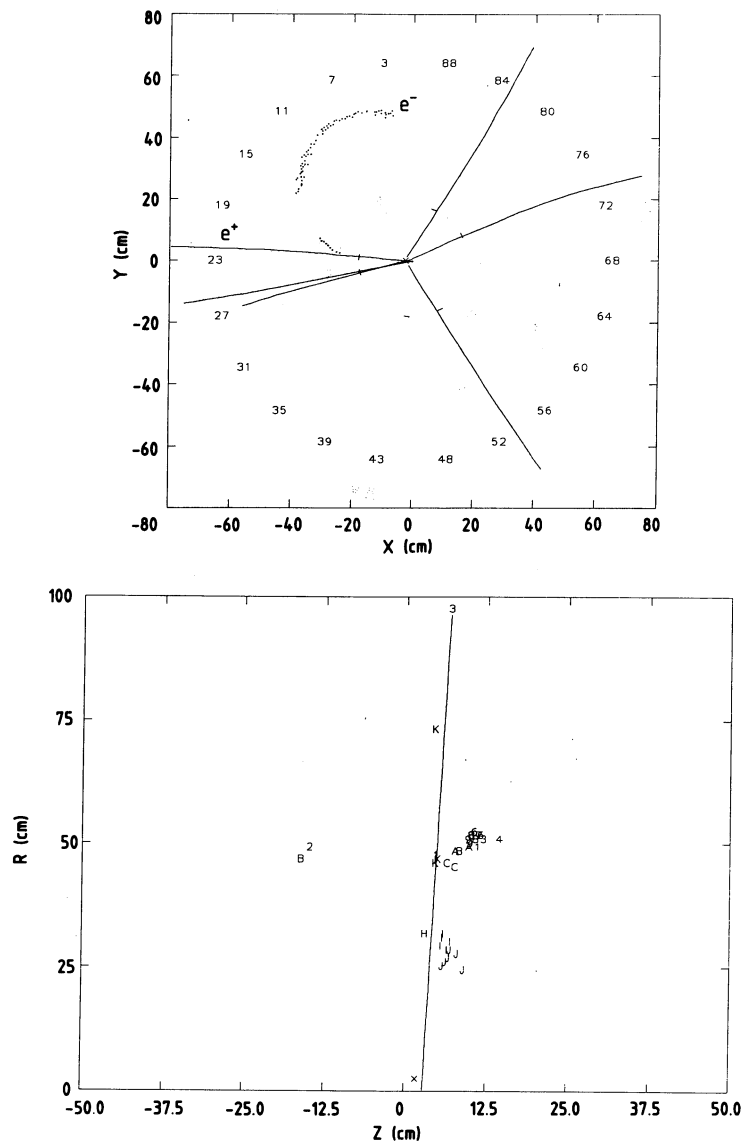 80
3 88
60 7 84
e⁻
11 80
40
15 76
20 19 72
e⁺
Y (cm)
0 23 68
-20 27 64
31 60
-40 35 56
39 52
-60 43 48
-80
-80 -60 -40 -20 0 20 40 60 80
X (cm)
100
3
75 K
R (cm)
50 2 4
B
A B A 1 3
K K C C
H I I
J J
25 J J
0 x
-50.0 -37.5 -25.0 -12.5 0 12.5 25.0 37.5 50.0
Z (cm)